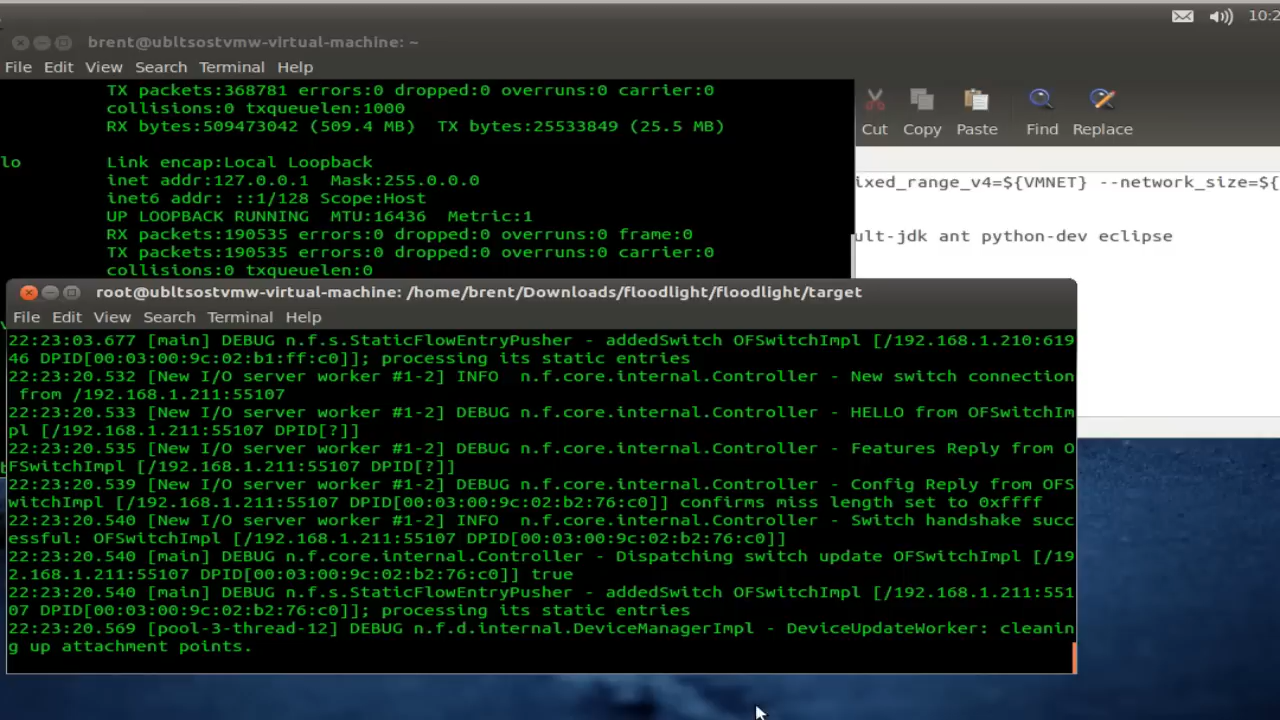 10:2
brent@ubltsostvmw-virtual-machine: ~
File Edit View Search Terminal Help
TX packets:368781 errors:0 dropped:0 overruns:0 carrier:0
collisions:0 txqueuelen:1000
RX bytes:509473042 (509.4 MB)  TX bytes:25533849 (25.5 MB)
lo Link encap:Local Loopback
inet addr:127.0.0.1  Mask:255.0.0.0
inet6 addr: ::1/128 Scope:Host
UP LOOPBACK RUNNING  MTU:16436  Metric:1
RX packets:190535 errors:0 dropped:0 overruns:0 frame:0
TX packets:190535 errors:0 dropped:0 overruns:0 carrier:0
collisions:0 txqueuelen:0
Cut Copy Paste Find Replace
ixed_range_v4=${VMNET} --network_size=${
ult-jdk ant python-dev eclipse
root@ubltsostvmw-virtual-machine: /home/brent/Downloads/floodlight/floodlight/target
File Edit View Search Terminal Help
22:23:03.677 [main] DEBUG n.f.s.StaticFlowEntryPusher - addedSwitch OFSwitchImpl [/192.168.1.210:619
46 DPID[00:03:00:9c:02:b1:ff:c0]]; processing its static entries
22:23:20.532 [New I/O server worker #1-2] INFO  n.f.core.internal.Controller - New switch connection
from /192.168.1.211:55107
22:23:20.533 [New I/O server worker #1-2] DEBUG n.f.core.internal.Controller - HELLO from OFSwitchIm
pl [/192.168.1.211:55107 DPID[?]]
22:23:20.535 [New I/O server worker #1-2] DEBUG n.f.core.internal.Controller - Features Reply from O
FSwitchImpl [/192.168.1.211:55107 DPID[?]]
22:23:20.539 [New I/O server worker #1-2] DEBUG n.f.core.internal.Controller - Config Reply from OFS
witchImpl [/192.168.1.211:55107 DPID[00:03:00:9c:02:b2:76:c0]] confirms miss length set to 0xffff
22:23:20.540 [New I/O server worker #1-2] INFO  n.f.core.internal.Controller - Switch handshake succ
essful: OFSwitchImpl [/192.168.1.211:55107 DPID[00:03:00:9c:02:b2:76:c0]]
22:23:20.540 [main] DEBUG n.f.core.internal.Controller - Dispatching switch update OFSwitchImpl [/19
2.168.1.211:55107 DPID[00:03:00:9c:02:b2:76:c0]] true
22:23:20.540 [main] DEBUG n.f.s.StaticFlowEntryPusher - addedSwitch OFSwitchImpl [/192.168.1.211:551
07 DPID[00:03:00:9c:02:b2:76:c0]]; processing its static entries
22:23:20.569 [pool-3-thread-12] DEBUG n.f.d.internal.DeviceManagerImpl - DeviceUpdateWorker: cleanin
g up attachment points.